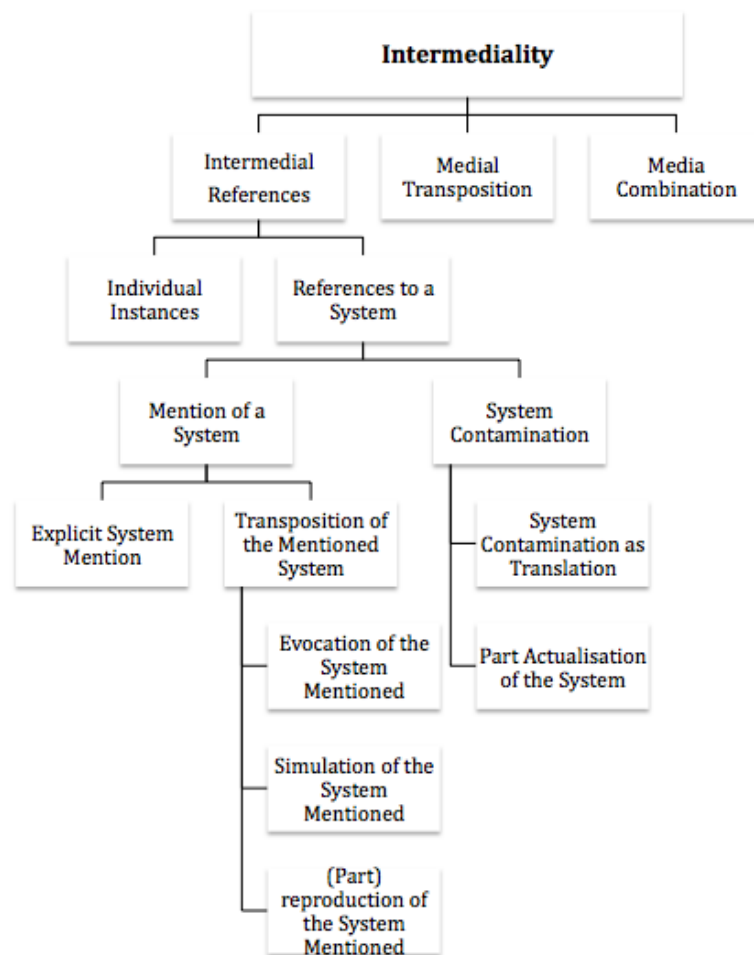 Intermediality
Intermedial
References
Medial
Transposition
Media
Combination
Individual
Instances
References to a
System
Mention of a
System
System
Contamination
Explicit System
Mention
Transposition of
the Mentioned
System
System
Contamination as
Translation
Evocation of the
System
Mentioned
Part Actualisation
of the System
Simulation of the
System
Mentioned
(Part)
reproduction of
the System
Mentioned